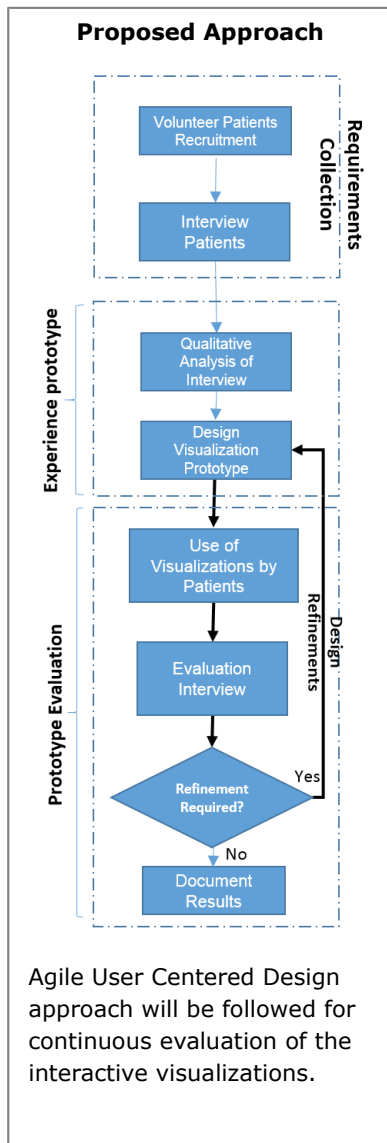 Proposed Approach
Volunteer Patients
Recruitment
Requirements
Collection
Interview
Patients
Experience prototype
Qualitative
Analysis of
Interview
Design
Visualization
Prototype
Prototype Evaluation
Use of
Visualizations by
Patients
Design
Refinements
Evaluation
Interview
Refinement
Required?
Yes
No
Document
Results
Agile User Centered Design
approach will be followed for
continuous evaluation of the
interactive visualizations.